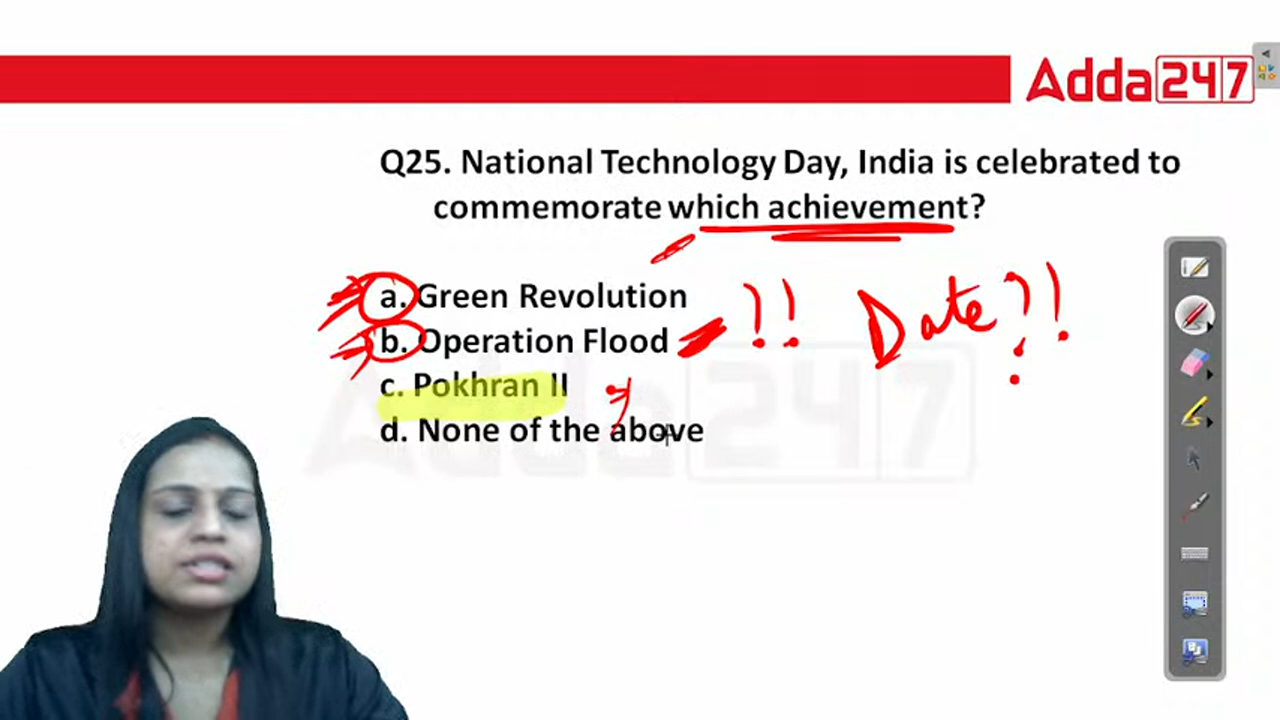 Adda247
Q25. National Technology Day, India is celebrated to
commemorate which achievement?
a. Green Revolution
b. Operation Flood
c. Pokhran II
d. None of the above
?!
Date?!
?
Adda247